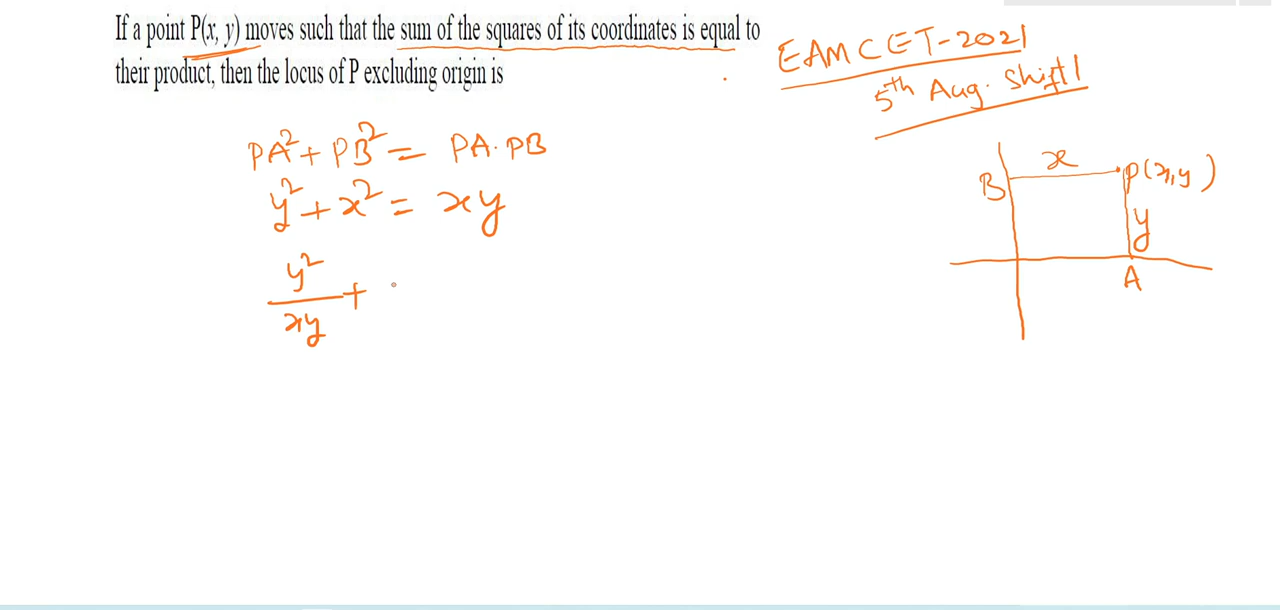 If a point P(x, y) moves such that the sum of the squares of its coordinates is equal to
their product, then the locus of P excluding origin is
EAMCET-2021
5th Aug. Shift 1
PA² + PB² = PA·PB
y² + x² = xy
y²/xy +
x
B
P(x,y)
y
A